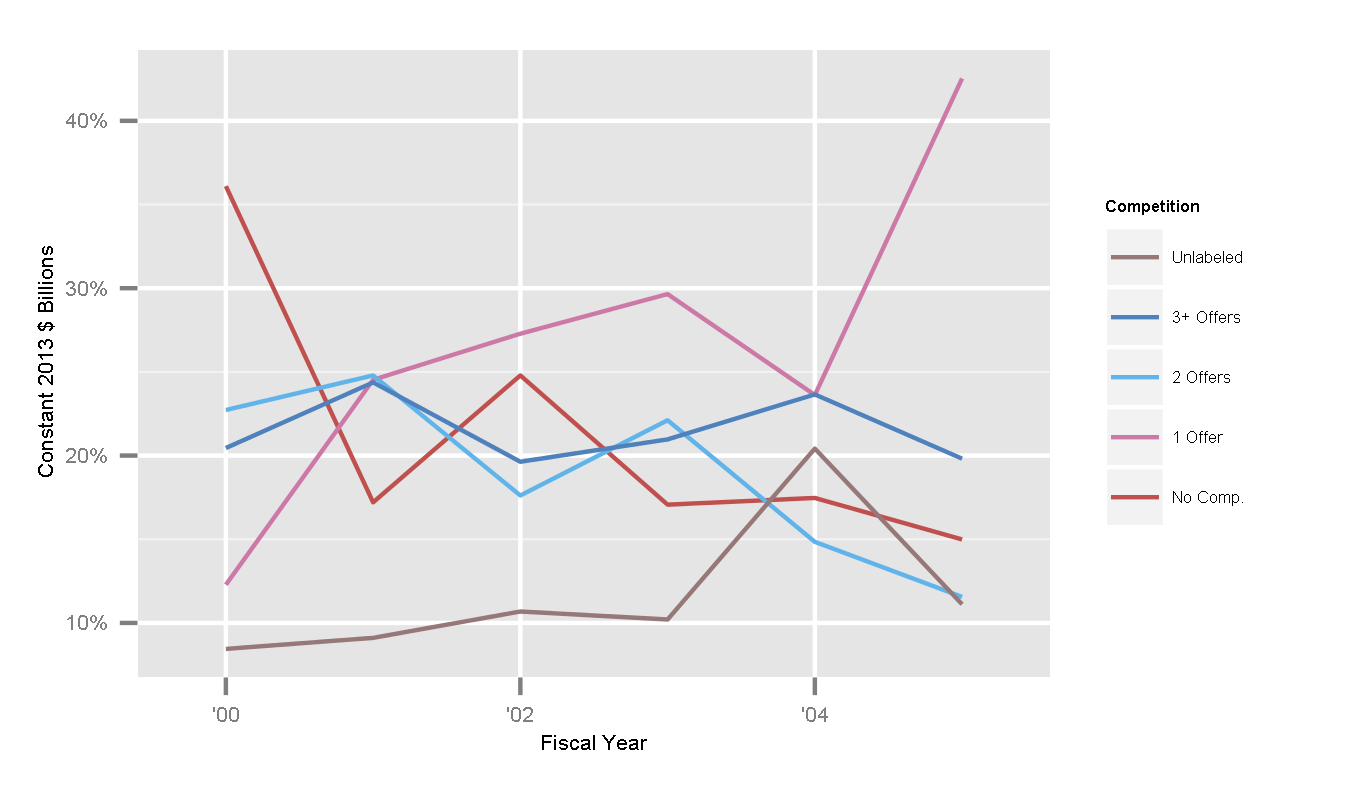 40%
30%
20%
10%
Constant 2013 $ Billions
'00
'02
'04
Fiscal Year
Competition
Unlabeled
3+ Offers
2 Offers
1 Offer
No Comp.